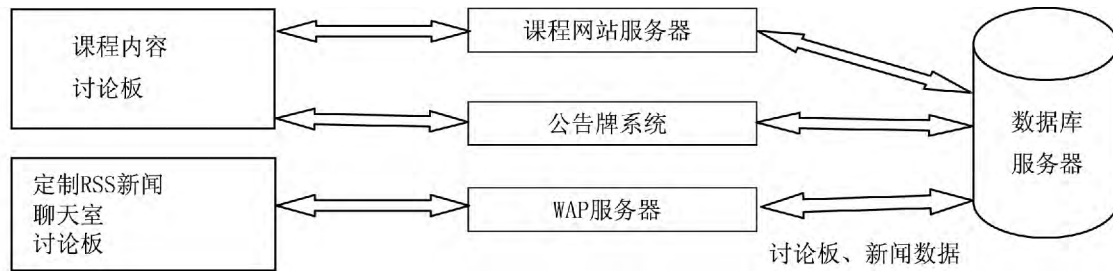 课程内容
讨论板
课程网站服务器
公告牌系统
数据库
服务器
定制RSS新闻
聊天室
讨论板
WAP服务器
讨论板、新闻数据